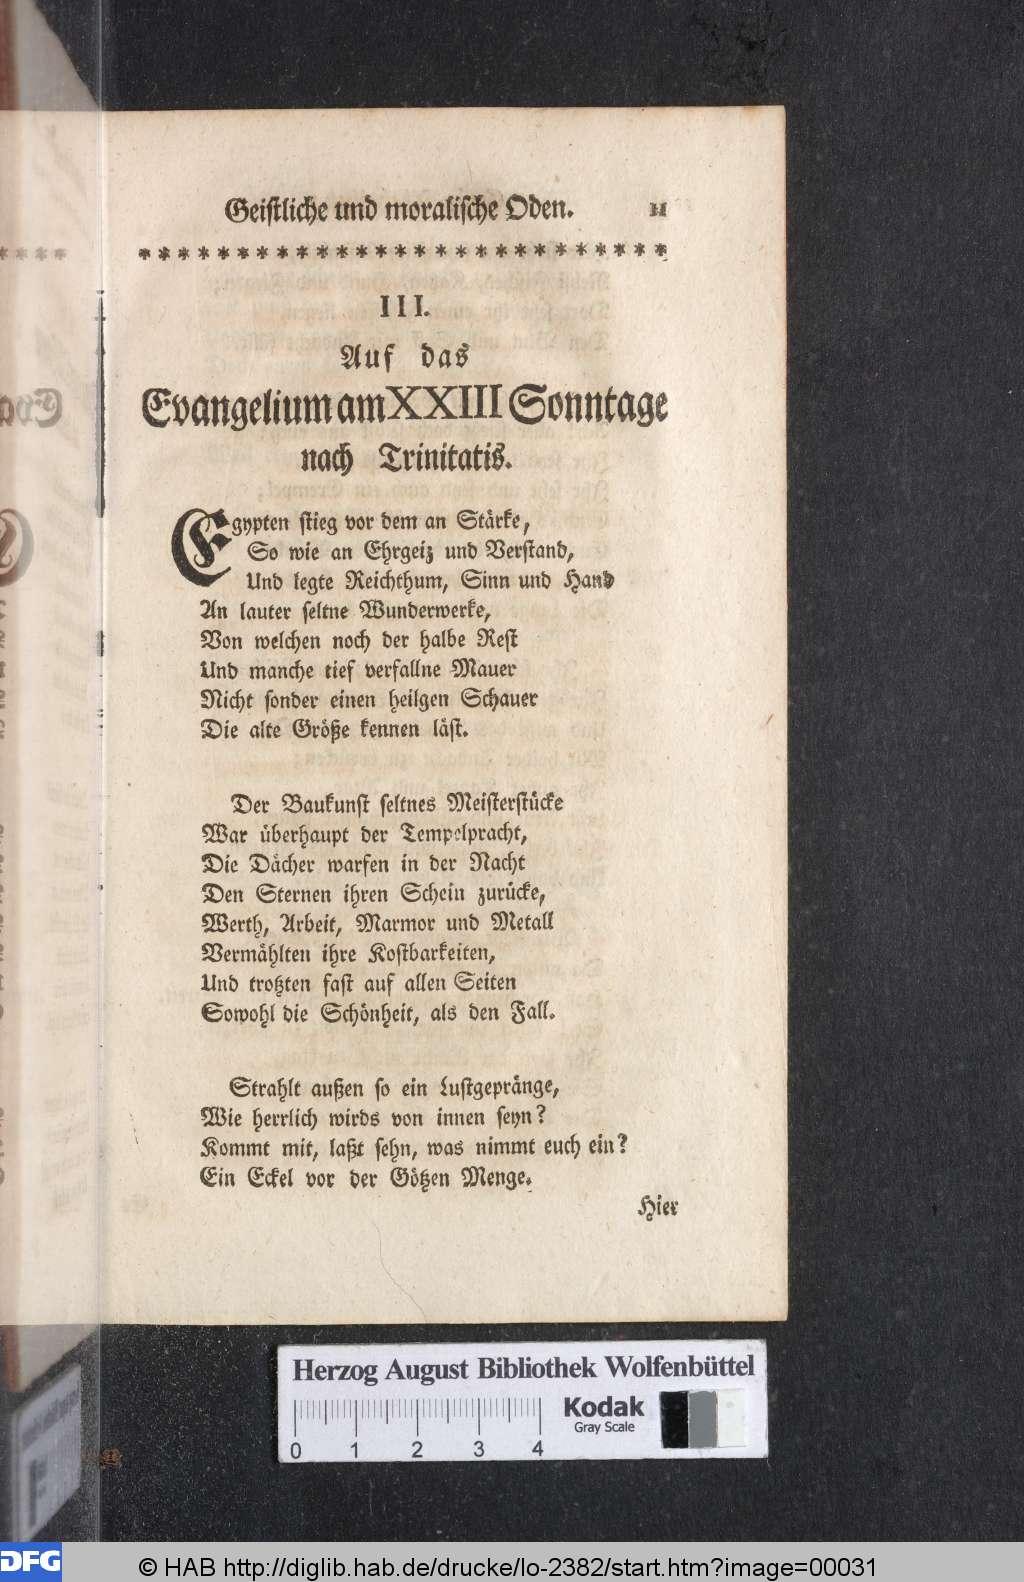 Geistliche und moralische Oden. 11
III.
Auf das
Evangelium am XXIII Sonntage
nach Trinitatis.
Egypten stieg vor dem an Stärke,
So wie an Ehrgeiz und Verstand,
Und legte Reichthum, Sinn und Hand
An lauter seltne Wunderwerke,
Von welchen noch der halbe Rest
Und manche tief verfallne Mauer
Nicht sonder einen heilgen Schauer
Die alte Größe kennen läst.
Der Baukunst seltnes Meisterstücke
War überhaupt der Tempelpracht,
Die Dächer warfen in der Nacht
Den Sternen ihren Schein zurücke,
Werth, Arbeit, Marmor und Metall
Vermählten ihre Kostbarkeiten,
Und trotzten fast auf allen Seiten
Sowohl die Schönheit, als den Fall.
Strahlt außen so ein Lustgepränge,
Wie herrlich wirds von innen seyn?
Kommt mit, laßt sehn, was nimmt euch ein?
Ein Eckel vor der Götzen Menge.
Hier
Herzog August Bibliothek Wolfenbüttel
Kodak
Gray Scale
0 1 2 3 4
DFG
© HAB http://diglib.hab.de/drucke/lo-2382/start.htm?image=00031